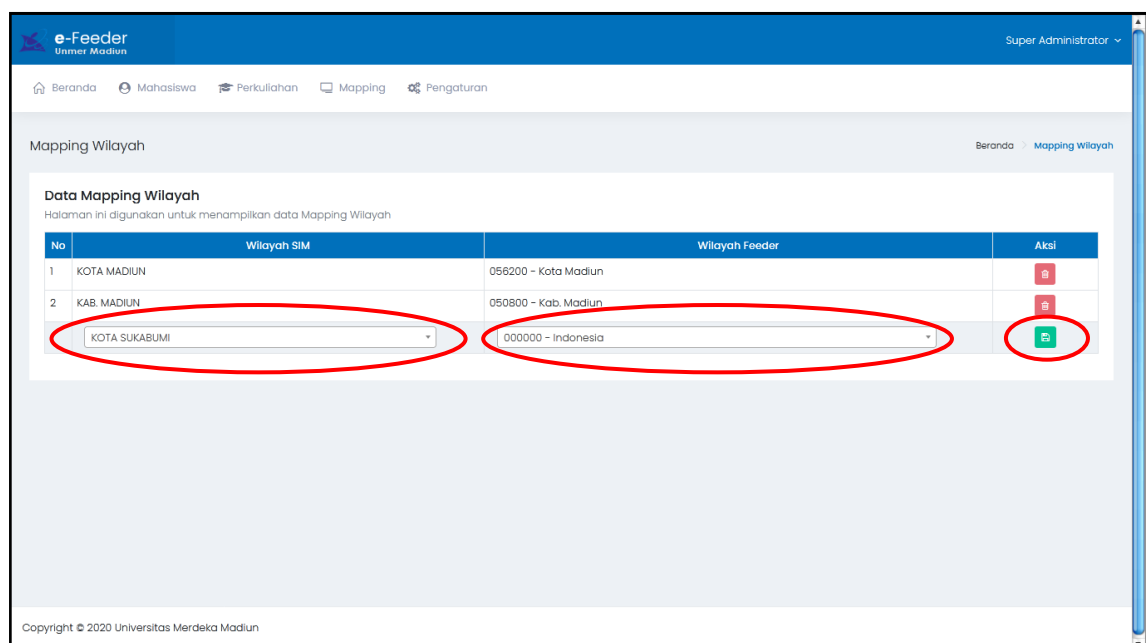 e-Feeder
Unmer Madiun
Super Administrator
Beranda Mahasiswa Perkuliahan Mapping Pengaturan
Mapping Wilayah
Beranda > Mapping Wilayah
Data Mapping Wilayah
Halaman ini digunakan untuk menampilkan data Mapping Wilayah
No Wilayah SIM Wilayah Feeder Aksi
1 KOTA MADIUN 056200 - Kota Madiun
2 KAB. MADIUN 050800 - Kab. Madiun
KOTA SUKABUMI 000000 - Indonesia
Copyright © 2020 Universitas Merdeka Madiun